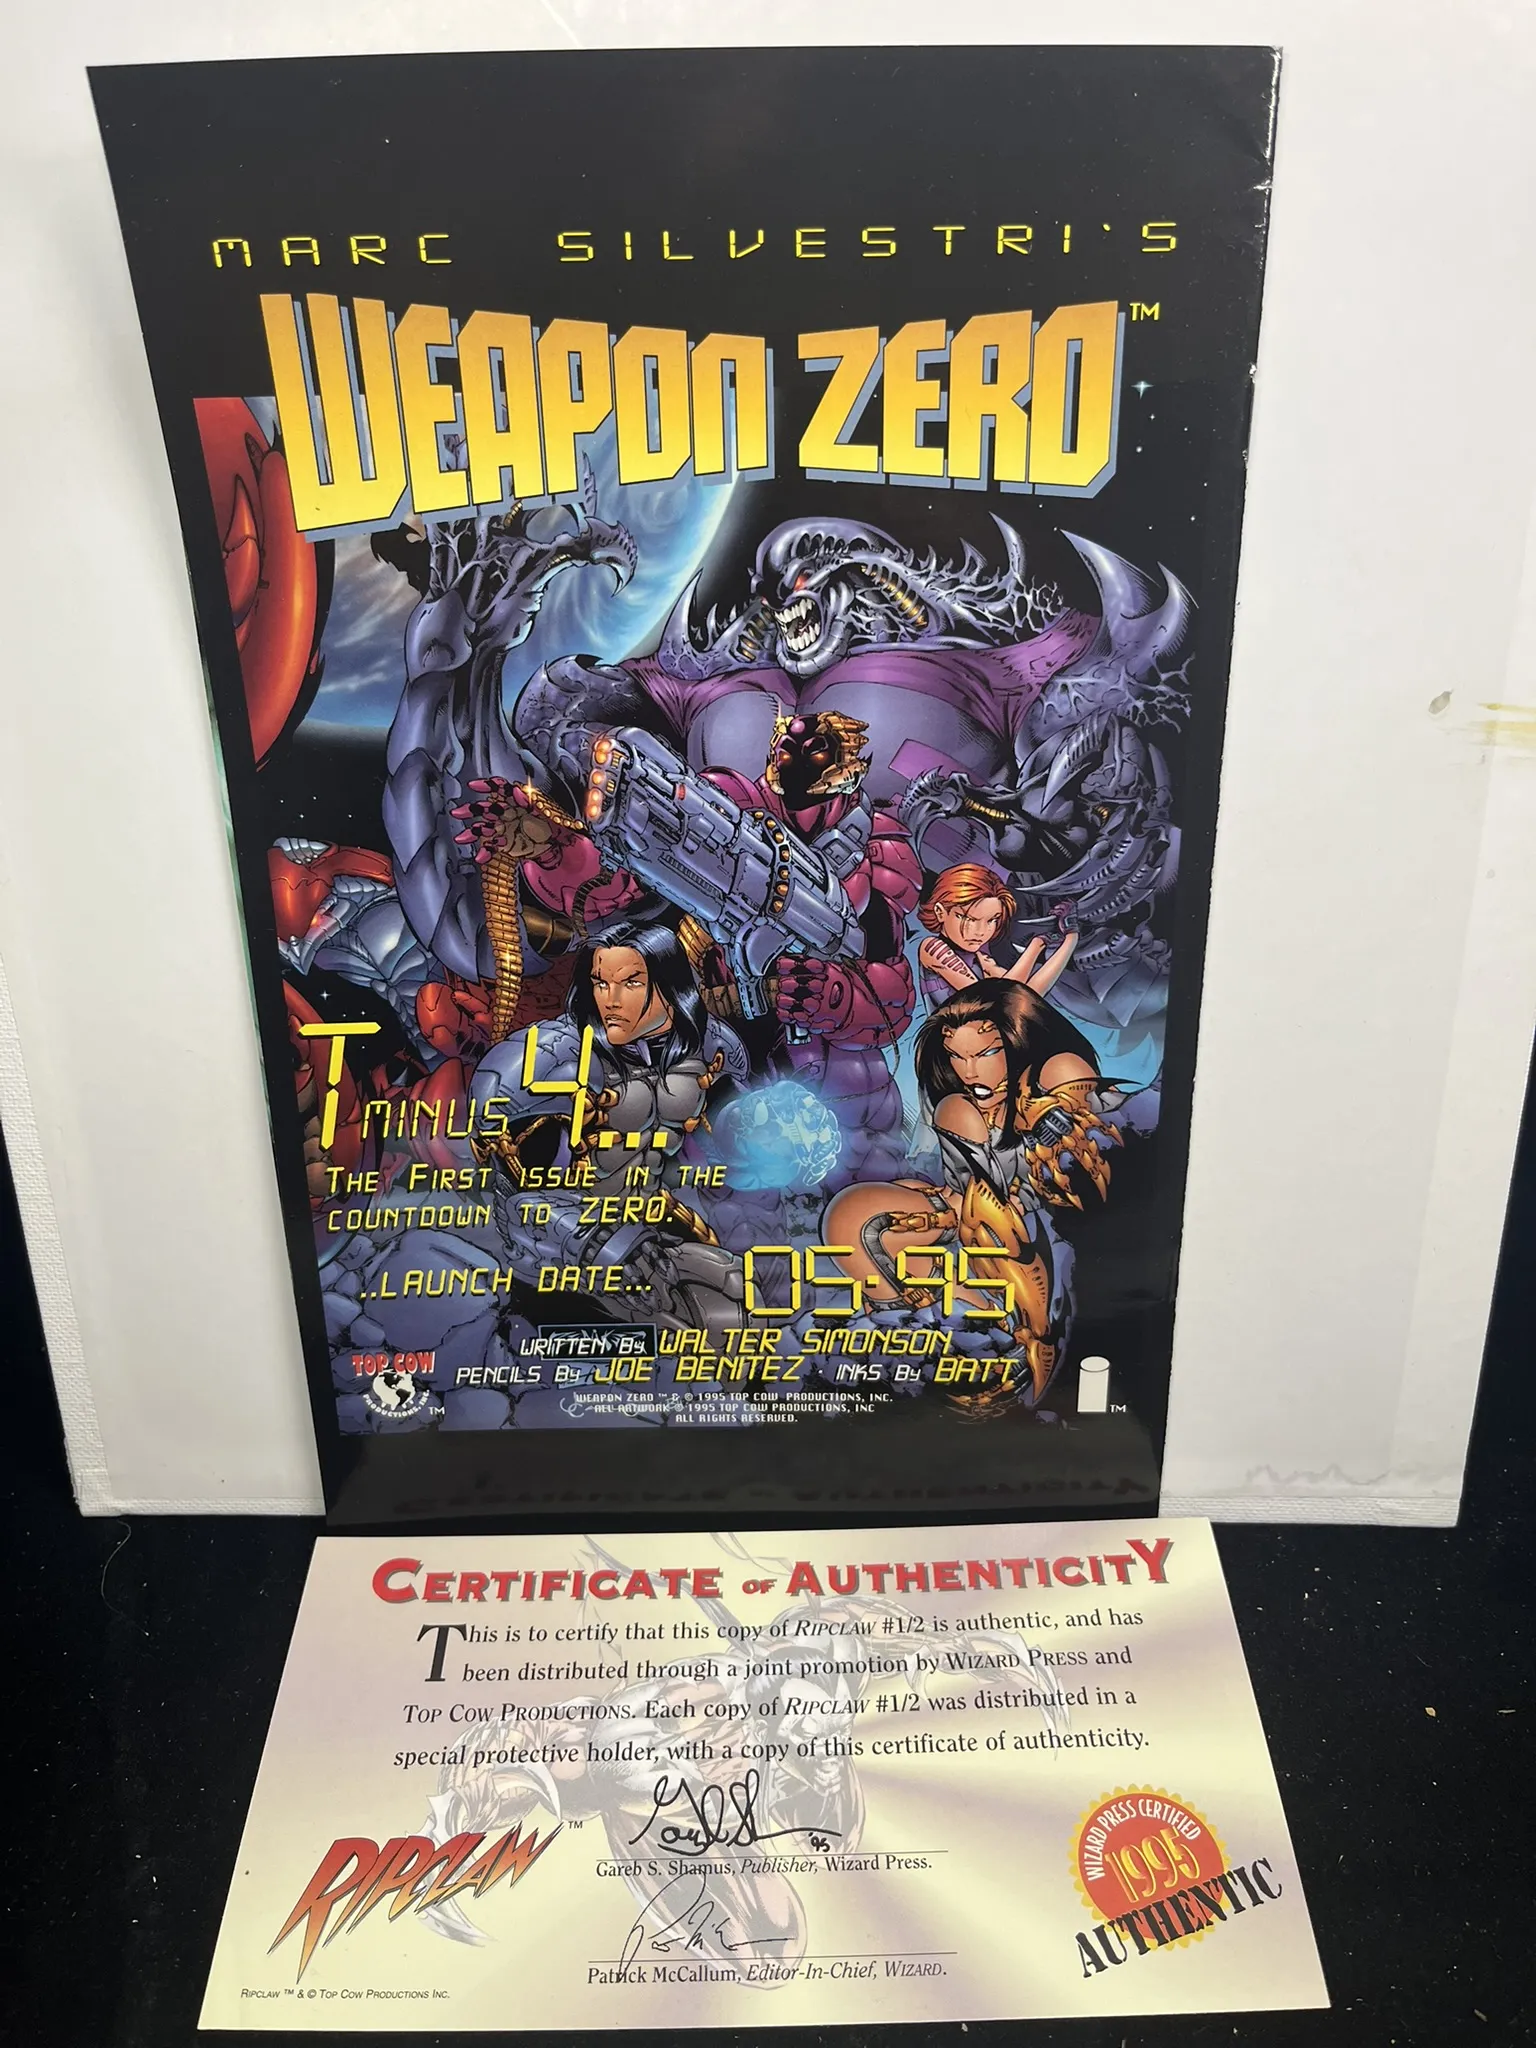 MARC SILVESTRI'S
WEAPON ZERO™
T MINUS 4...
THE FIRST ISSUE IN THE
COUNTDOWN TO ZERO.
..LAUNCH DATE... 05-95
WRITTEN BY WALTER SIMONSON
PENCILS BY JOE BENITEZ · INKS BY BATT
TOP COW
PRODUCTIONS, INC.
TM
WEAPON ZERO ™ & © 1995 TOP COW PRODUCTIONS, INC.
ALL ARTWORK © 1995 TOP COW PRODUCTIONS, INC
ALL RIGHTS RESERVED.
TM
CERTIFICATE OF AUTHENTICITY
This is to certify that this copy of RIPCLAW #1/2 is authentic, and has
been distributed through a joint promotion by WIZARD PRESS and
TOP COW PRODUCTIONS. Each copy of RIPCLAW #1/2 was distributed in a
special protective holder, with a copy of this certificate of authenticity.
'95
Gareb S. Shamus, Publisher, Wizard Press.
Patrick McCallum, Editor-In-Chief, WIZARD.
RIPCLAW™
RIPCLAW ™ & © TOP COW PRODUCTIONS INC.
WIZARD PRESS CERTIFIED
1995
AUTHENTIC